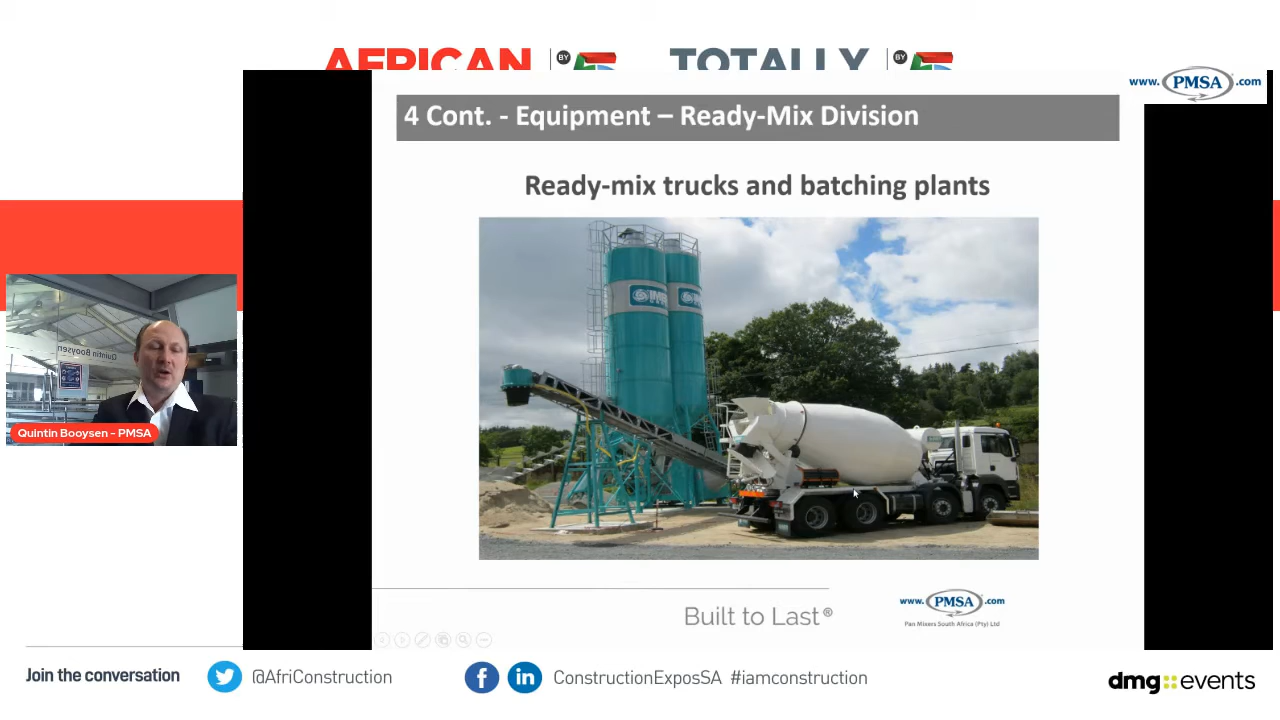 AFRICAN BY
TOTALLY BY
www. PMSA .com
4 Cont. - Equipment – Ready-Mix Division
Ready-mix trucks and batching plants
Quintin Booysen
Quintin Booysen - PMSA
Built to Last®
www. PMSA .com
Pan Mixers South Africa (Pty) Ltd
Join the conversation
@AfriConstruction
ConstructionExposSA #iamconstruction
dmg::events